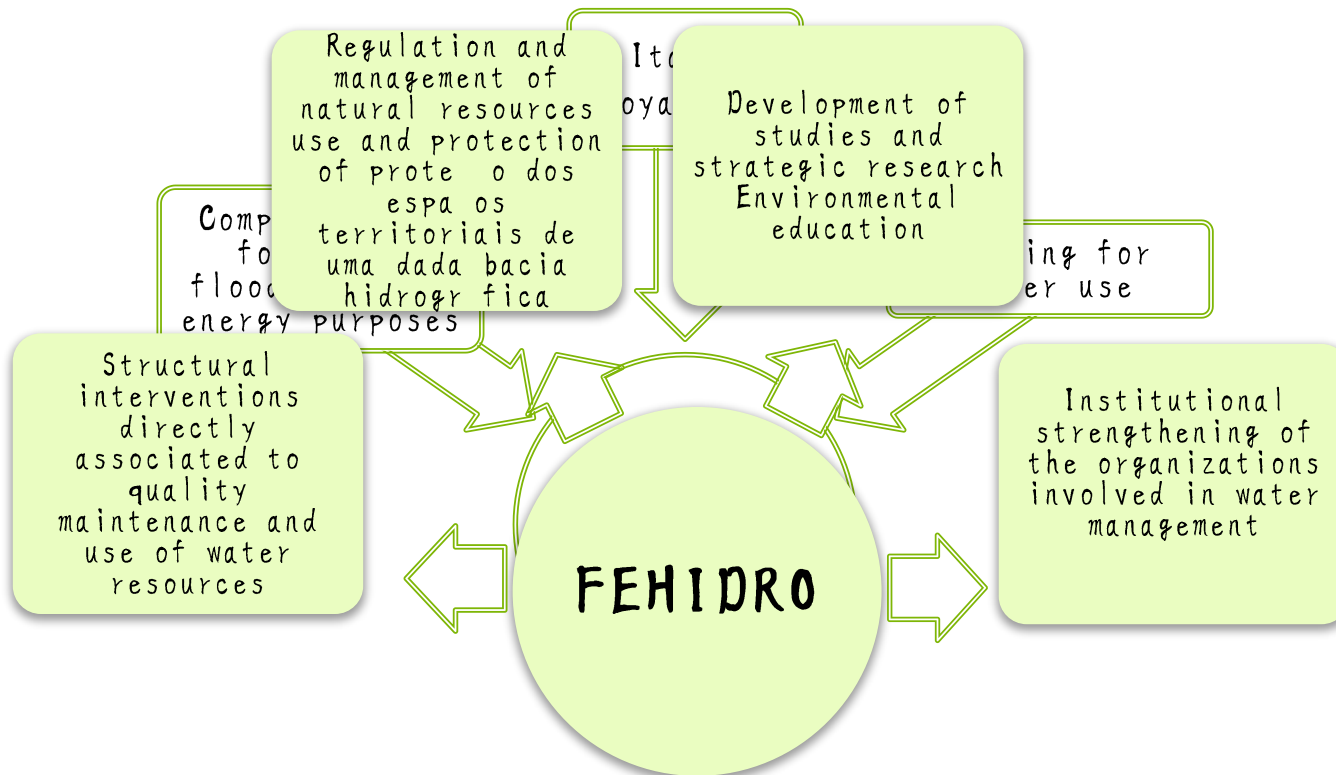 Regulation and
management of
natural resources
use and protection
of prote o dos
espa os
territoriais de
uma dada bacia
hidrogr fica
Development of
studies and
strategic research
Environmental
education
flood
energy purposes
ing for
use
Structural
interventions
directly
associated to
quality
maintenance and
use of water
resources
Institutional
strengthening of
the organizations
involved in water
management
FEHIDRO